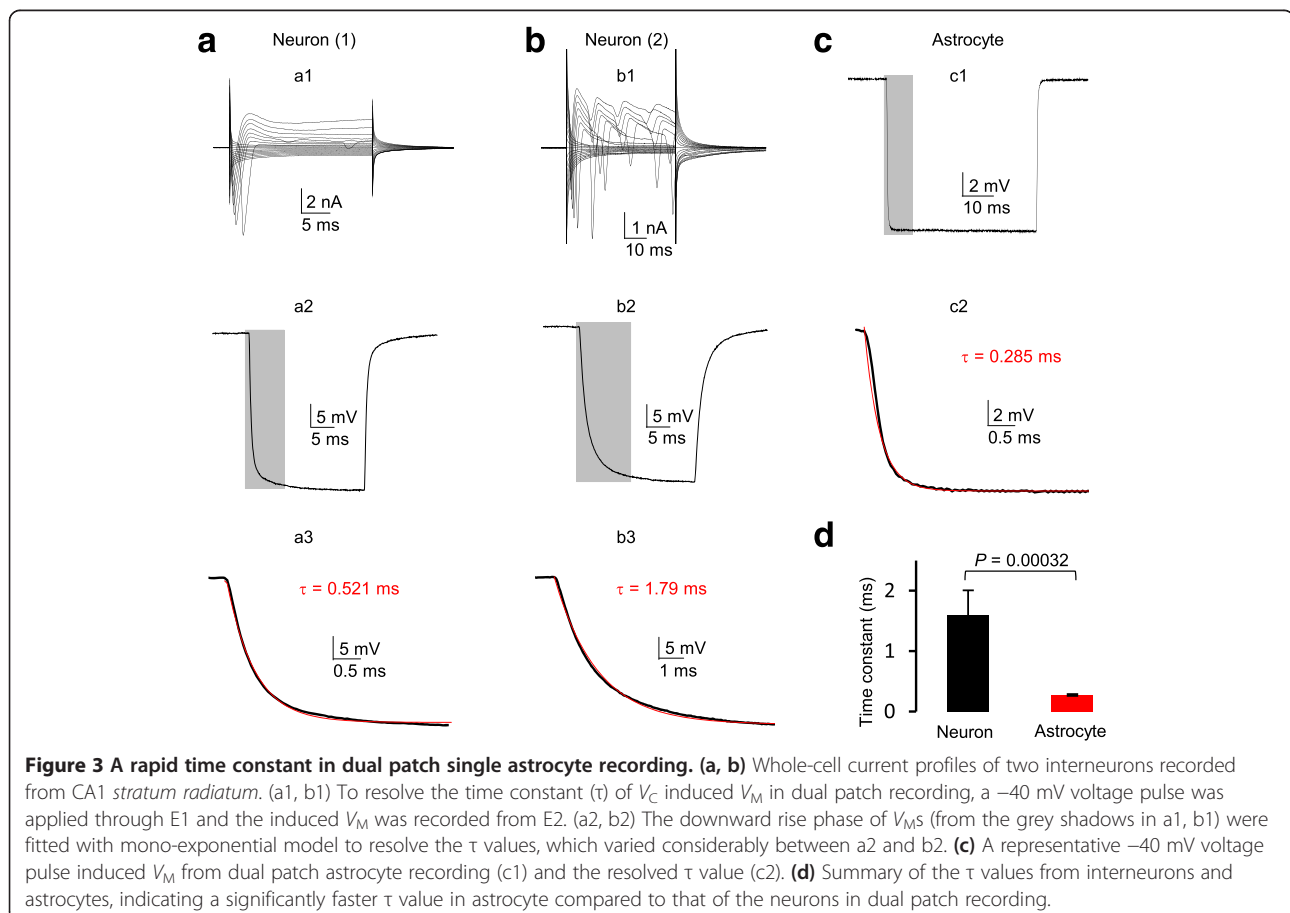 a
Neuron (1)
a1
2 nA
5 ms
b
Neuron (2)
b1
1 nA
10 ms
c
Astrocyte
c1
2 mV
10 ms
a2
5 mV
5 ms
b2
5 mV
5 ms
c2
τ = 0.285 ms
2 mV
0.5 ms
a3
τ = 0.521 ms
5 mV
0.5 ms
b3
τ = 1.79 ms
5 mV
1 ms
d
P = 0.00032
Time constant (ms)
2
1
0
Neuron
Astrocyte
Figure 3 A rapid time constant in dual patch single astrocyte recording. (a, b) Whole-cell current profiles of two interneurons recorded
from CA1 stratum radiatum. (a1, b1) To resolve the time constant (τ) of VC induced VM in dual patch recording, a −40 mV voltage pulse was
applied through E1 and the induced VM was recorded from E2. (a2, b2) The downward rise phase of VMs (from the grey shadows in a1, b1) were
fitted with mono-exponential model to resolve the τ values, which varied considerably between a2 and b2. (c) A representative −40 mV voltage
pulse induced VM from dual patch astrocyte recording (c1) and the resolved τ value (c2). (d) Summary of the τ values from interneurons and
astrocytes, indicating a significantly faster τ value in astrocyte compared to that of the neurons in dual patch recording.